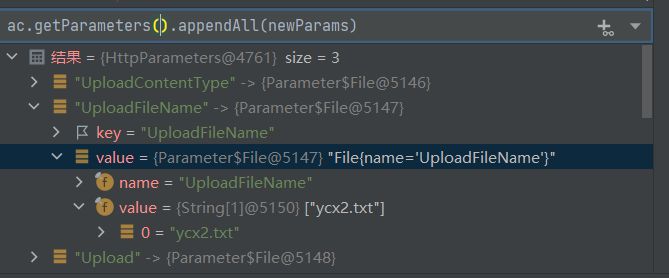 ac.getParameters().appendAll(newParams)
结果 = {HttpParameters@4761} size = 3
"UploadContentType" -> {Parameter$File@5146}
"UploadFileName" -> {Parameter$File@5147}
key = "UploadFileName"
value = {Parameter$File@5147} "File{name='UploadFileName'}"
f name = "UploadFileName"
f value = {String[1]@5150} ["ycx2.txt"]
0 = "ycx2.txt"
"Upload" -> {Parameter$File@5148}